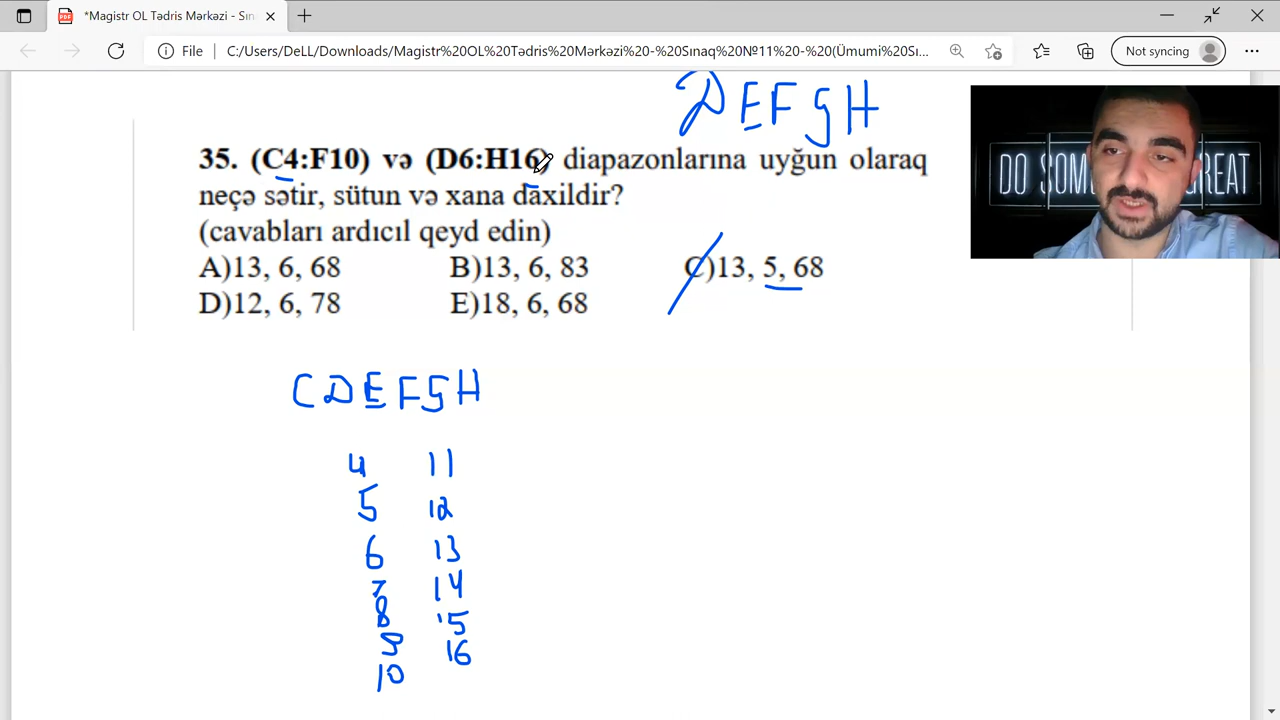 *Magistr OL Tədris Mərkəzi - Sın
File
C:/Users/DeLL/Downloads/Magistr%20OL%20Tədris%20Mərkəzi%20-%20Sınaq%20№11%20-%20(Ümumi%20Sı...
Not syncing
D E F G H
35. (C4:F10) və (D6:H16) diapazonlarına uyğun olaraq
neçə sətir, sütun və xana daxildir?
(cavabları ardıcıl qeyd edin)
A)13, 6, 68 B)13, 6, 83 C)13, 5, 68
D)12, 6, 78 E)18, 6, 68
DO SOM GREAT
C D E F G H
4 11
5 12
6 13
7 14
8 15
9 16
10